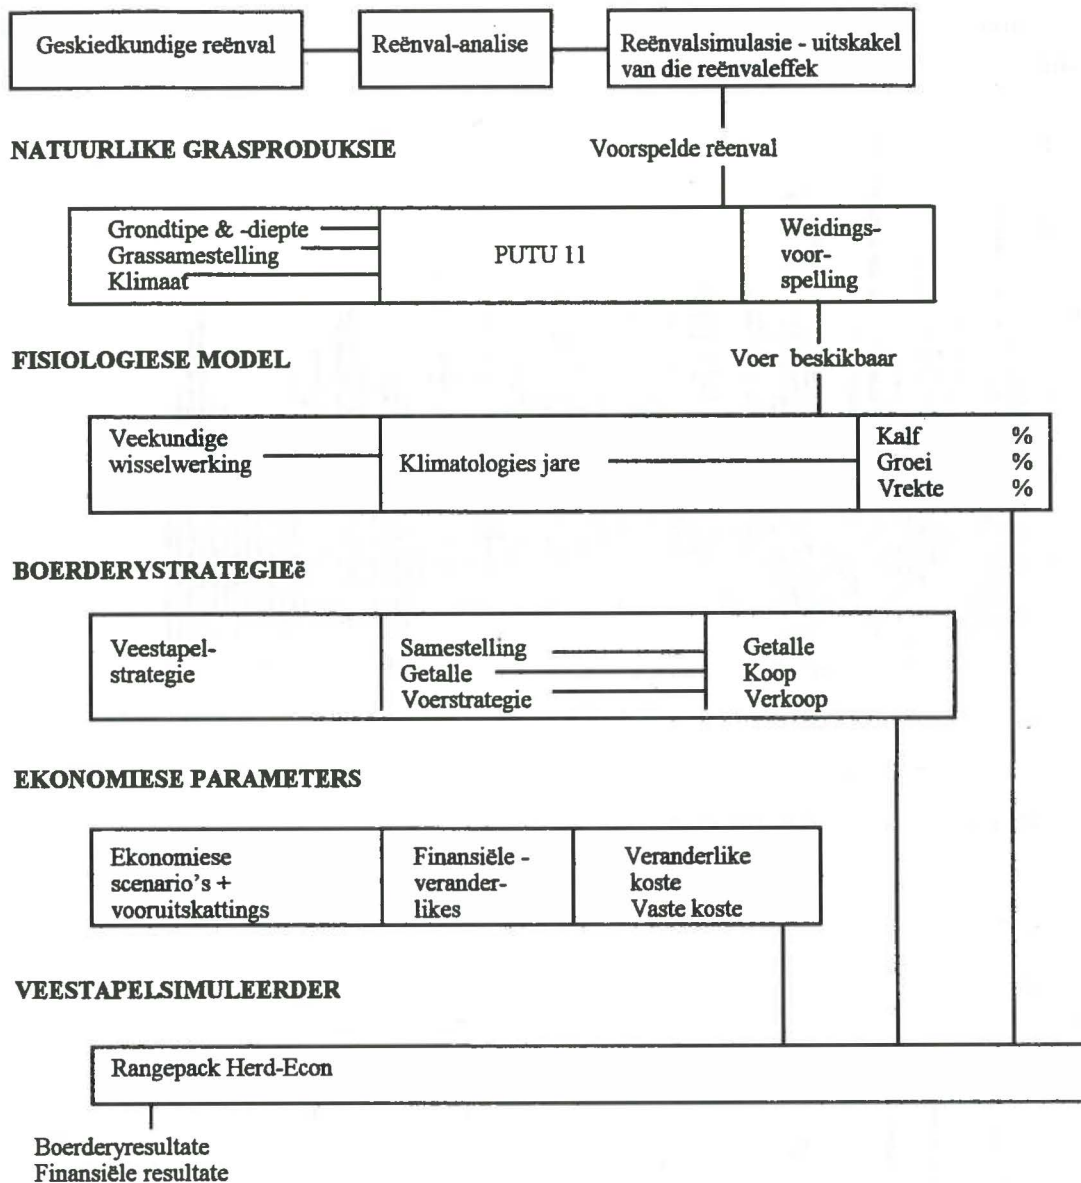 Geskiedkundige reënval
Reënval-analise
Reënvalsimulasie - uitskakel
van die reënvaleffek
NATUURLIKE GRASPRODUKSIE
Voorspelde rëenval
Grondtipe & -diepte
Grassamestelling
Klimaat
PUTU 11
Weidings-
voor-
spelling
FISIOLOGIESE MODEL
Voer beskikbaar
Veekundige
wisselwerking
Klimatologies jare
Kalf %
Groei %
Vrekte %
BOERDERYSTRATEGIEë
Veestapel-
strategie
Samestelling
Getalle
Voerstrategie
Getalle
Koop
Verkoop
EKONOMIESE PARAMETERS
Ekonomiese
scenario's +
vooruitskattings
Finansiële -
verander-
likes
Veranderlike
koste
Vaste koste
VEESTAPELSIMULEERDER
Rangepack Herd-Econ
Boerderyresultate
Finansiële resultate